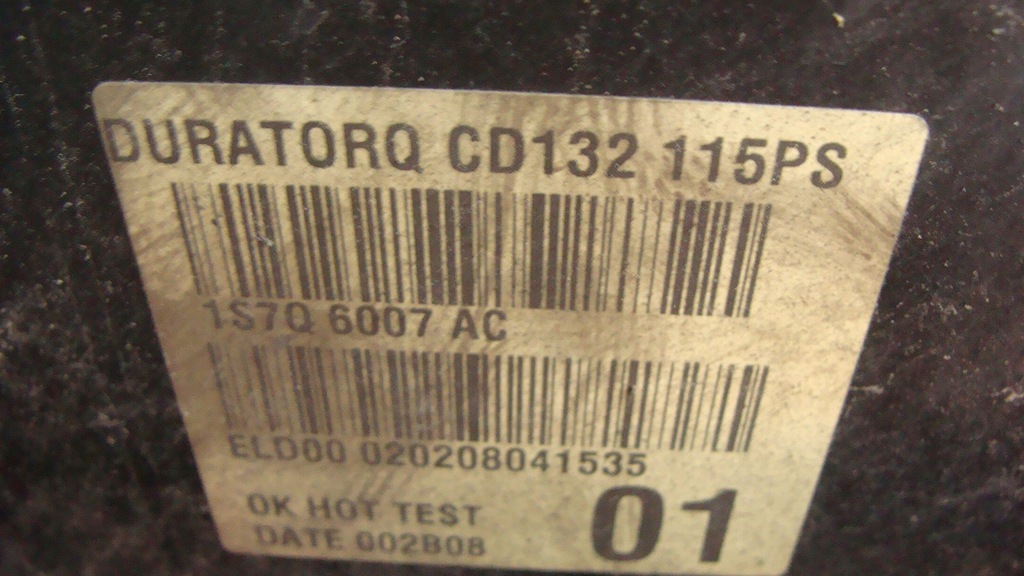 DURATORQ CD132 115PS
1S7Q 6007 AC
ELD00 020208041535
OK HOT TEST
DATE 002B08
01